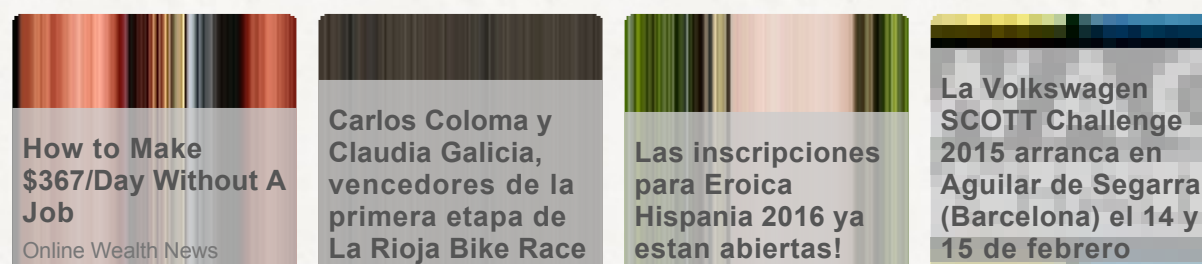 How to Make
$367/Day Without A
Job
Online Wealth News
Carlos Coloma y
Claudia Galicia,
vencedores de la
primera etapa de
La Rioja Bike Race
Las inscripciones
para Eroica
Hispania 2016 ya
estan abiertas!
La Volkswagen
SCOTT Challenge
2015 arranca en
Aguilar de Segarra
(Barcelona) el 14 y
15 de febrero